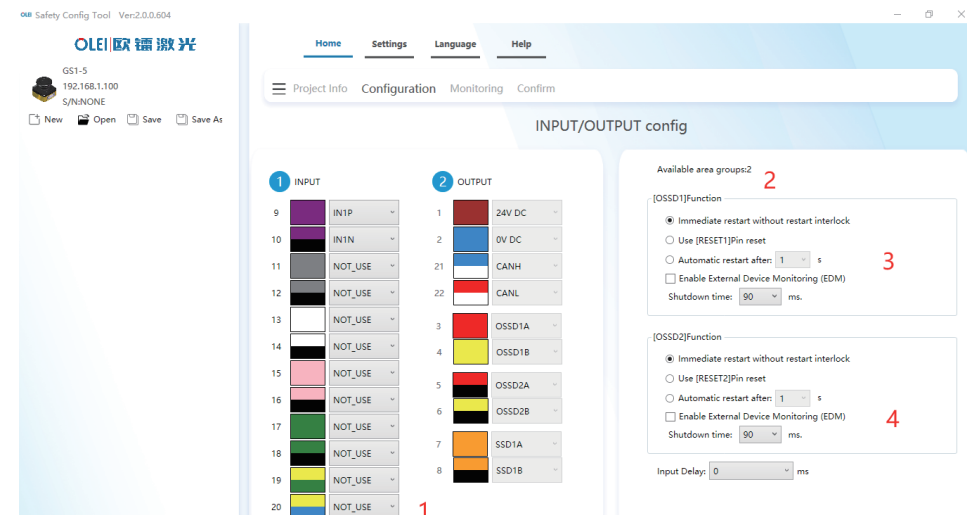 OLEI Safety Config Tool Ver:2.0.0.604
OLEI欧镭激光
GS1-5
192.168.1.100
S/N:NONE
New Open Save Save As
Home Settings Language Help
Project Info Configuration Monitoring Confirm
INPUT/OUTPUT config
1 INPUT
9 IN1P
10 IN1N
11 NOT_USE
12 NOT_USE
13 NOT_USE
14 NOT_USE
15 NOT_USE
16 NOT_USE
17 NOT_USE
18 NOT_USE
19 NOT_USE
20 NOT_USE
1
2 OUTPUT
1 24V DC
2 0V DC
21 CANH
22 CANL
3 OSSD1A
4 OSSD1B
5 OSSD2A
6 OSSD2B
7 SSD1A
8 SSD1B
Available area groups:2
2
[OSSD1]Function
Immediate restart without restart interlock
Use [RESET1]Pin reset
Automatic restart after: 1 s
3
Enable External Device Monitoring (EDM)
Shutdown time: 90 ms.
[OSSD2]Function
Immediate restart without restart interlock
Use [RESET2]Pin reset
Automatic restart after: 1 s
Enable External Device Monitoring (EDM)
4
Shutdown time: 90 ms.
Input Delay: 0 ms